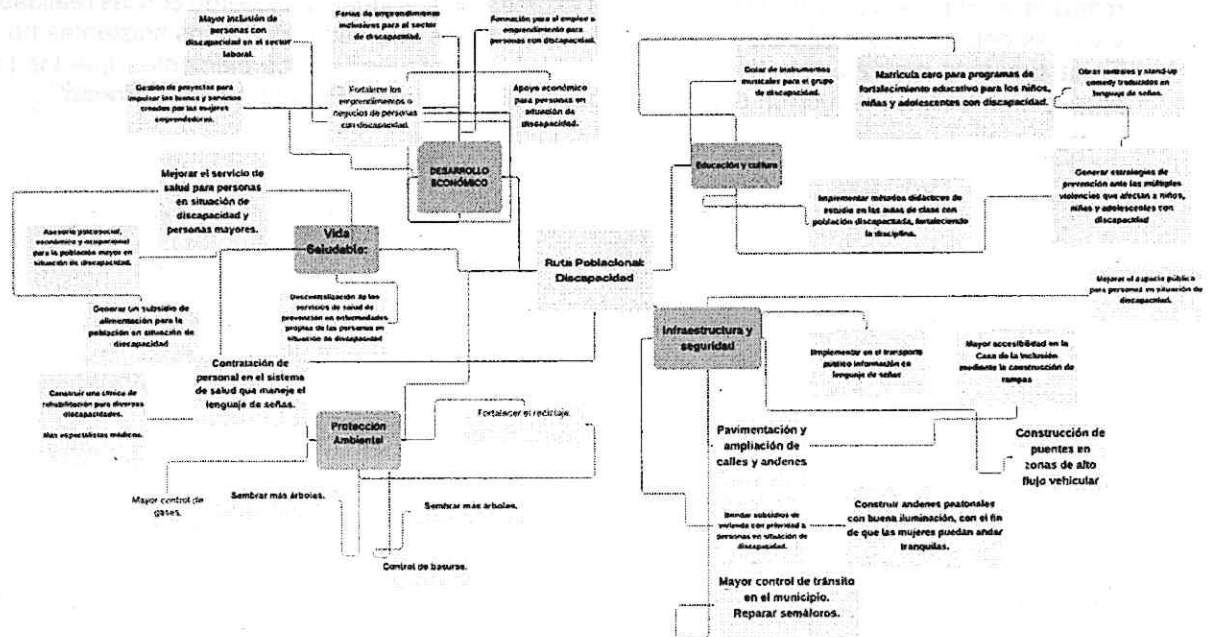 Mayor inclusión de
personas con
discapacidad en el sector
laboral.
Ferias de emprendimiento
inclusivas para el sector
de discapacidad.
Formación para el empleo o
emprendimiento para
personas con discapacidad.
Gestión de proyectos para
impulsar los bienes y servicios
creados por las mujeres
emprendedoras.
Fortalecer los
emprendimientos o
negocios de personas
con discapacidad.
Apoyo económico
para personas en
situación de
discapacidad.
DESARROLLO
ECONÓMICO
Mejorar el servicio de
salud para personas
en situación de
discapacidad y
personas mayores.
Asesoría psicosocial,
económico y ocupacional
para la población mayor en
situación de discapacidad.
Vida
Saludable:
Generar un subsidio de
alimentación para la
población en situación de
discapacidad
Descentralización de los
servicios de salud de
prevención en enfermedades
propias de las personas en
situación de discapacidad
Contratación de
personal en el sistema
de salud que maneje el
lenguaje de señas.
Construir una clínica de
rehabilitación para diversas
discapacidades.
Más especialistas médicos.
Protección
Ambiental
Fortalecer el reciclaje.
Mayor control de
gases.
Sembrar más árboles.
Sembrar más árboles.
Control de basuras.
Ruta Poblacional:
Discapacidad
Dotar de instrumentos
musicales para el grupo
de discapacidad.
Matrícula cero para programas de
fortalecimiento educativo para los niños,
niñas y adolescentes con discapacidad.
Obras teatrales y stand-up
comedy traducidos en
lenguaje de señas.
Educación y cultura
Implementar métodos didácticos de
estudio en las aulas de clase con
población discapacitada, fortaleciendo
la disciplina.
Generar estrategias de
prevención ante las múltiples
violencias que afectan a niños,
niñas y adolescentes con
discapacidad
Mejorar el espacio público
para personas en situación de
discapacidad.
Infraestructura y
seguridad
Implementar en el transporte
público información en
lenguaje de señas
Mayor accesibilidad en la
Casa de la Inclusión
mediante la construcción de
rampas
Pavimentación y
ampliación de
calles y andenes
Construcción de
puentes en
zonas de alto
flujo vehicular
Brindar subsidios de
vivienda con prioridad a
personas en situación de
discapacidad.
Construir andenes peatonales
con buena iluminación, con el fin
de que las mujeres puedan andar
tranquilas.
Mayor control de tránsito
en el municipio.
Reparar semáforos.